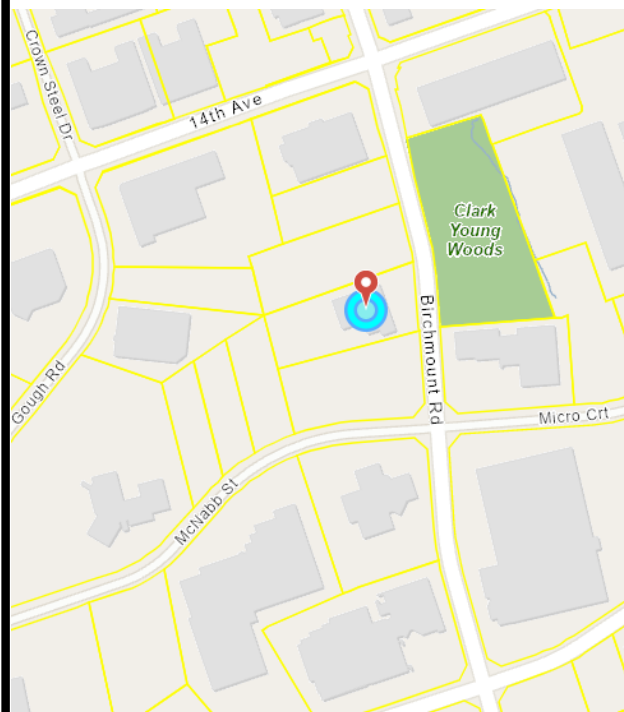 Crown Steel Dr
14th Ave
Clark
Young
Woods
Birchmount Rd
Gough Rd
Micro Crt
McNabb St